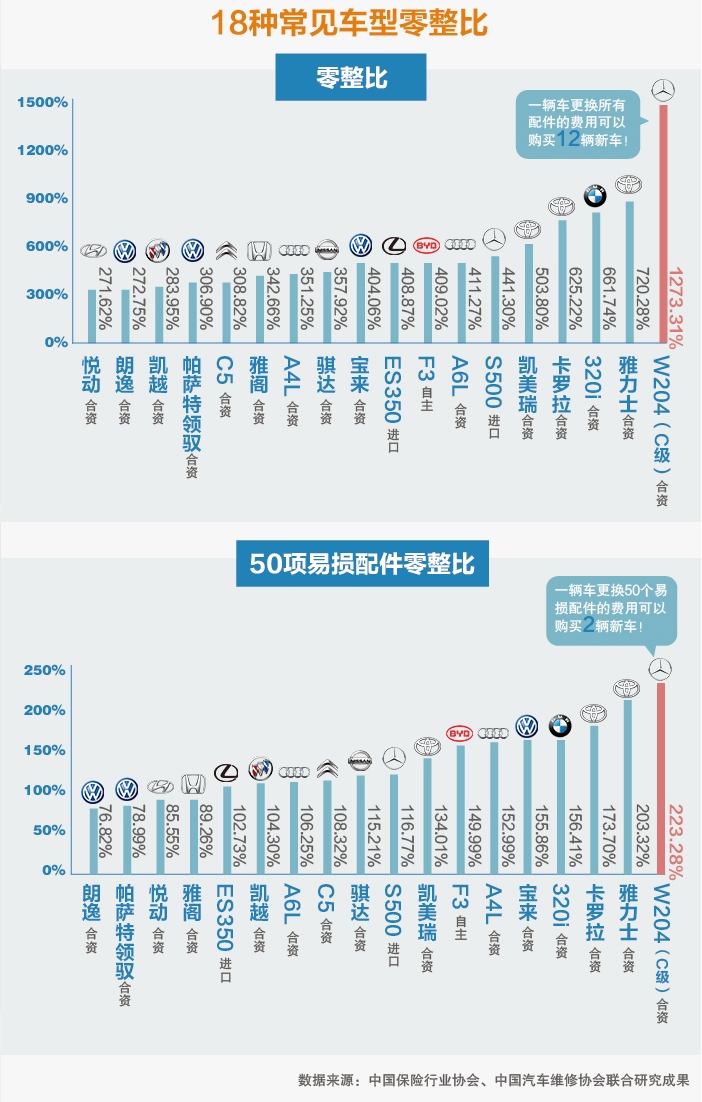 18种常见车型零整比
零整比
一辆车更换所有
配件的费用可以
购买12辆新车！
1500%
1200%
900%
600%
300%
0%
BYD
271.62%
272.75%
283.95%
306.90%
308.82%
342.66%
351.25%
357.92%
404.06%
408.87%
409.02%
411.27%
441.30%
503.80%
625.22%
661.74%
720.28%
1273.31%
悦动 合资
朗逸 合资
凯越 合资
帕萨特领驭 合资
C5 合资
雅阁 合资
A4L 合资
骐达 合资
宝来 合资
ES350 进口
F3 自主
A6L 合资
S500 进口
凯美瑞 合资
卡罗拉 合资
320i 合资
雅力士 合资
W204（C级）合资
50项易损配件零整比
一辆车更换50个易
损配件的费用可以
购买2辆新车！
250%
200%
150%
100%
50%
0%
BYD
76.82%
78.99%
85.55%
89.26%
102.73%
104.30%
106.25%
108.32%
115.21%
116.77%
134.01%
149.99%
152.99%
155.86%
156.41%
173.70%
203.32%
223.28%
朗逸 合资
帕萨特领驭 合资
悦动 合资
雅阁 合资
ES350 进口
凯越 合资
A6L 合资
C5 合资
骐达 合资
S500 进口
凯美瑞 合资
F3 自主
A4L 合资
宝来 合资
320i 合资
卡罗拉 合资
雅力士 合资
W204（C级）合资
数据来源：中国保险行业协会、中国汽车维修协会联合研究成果